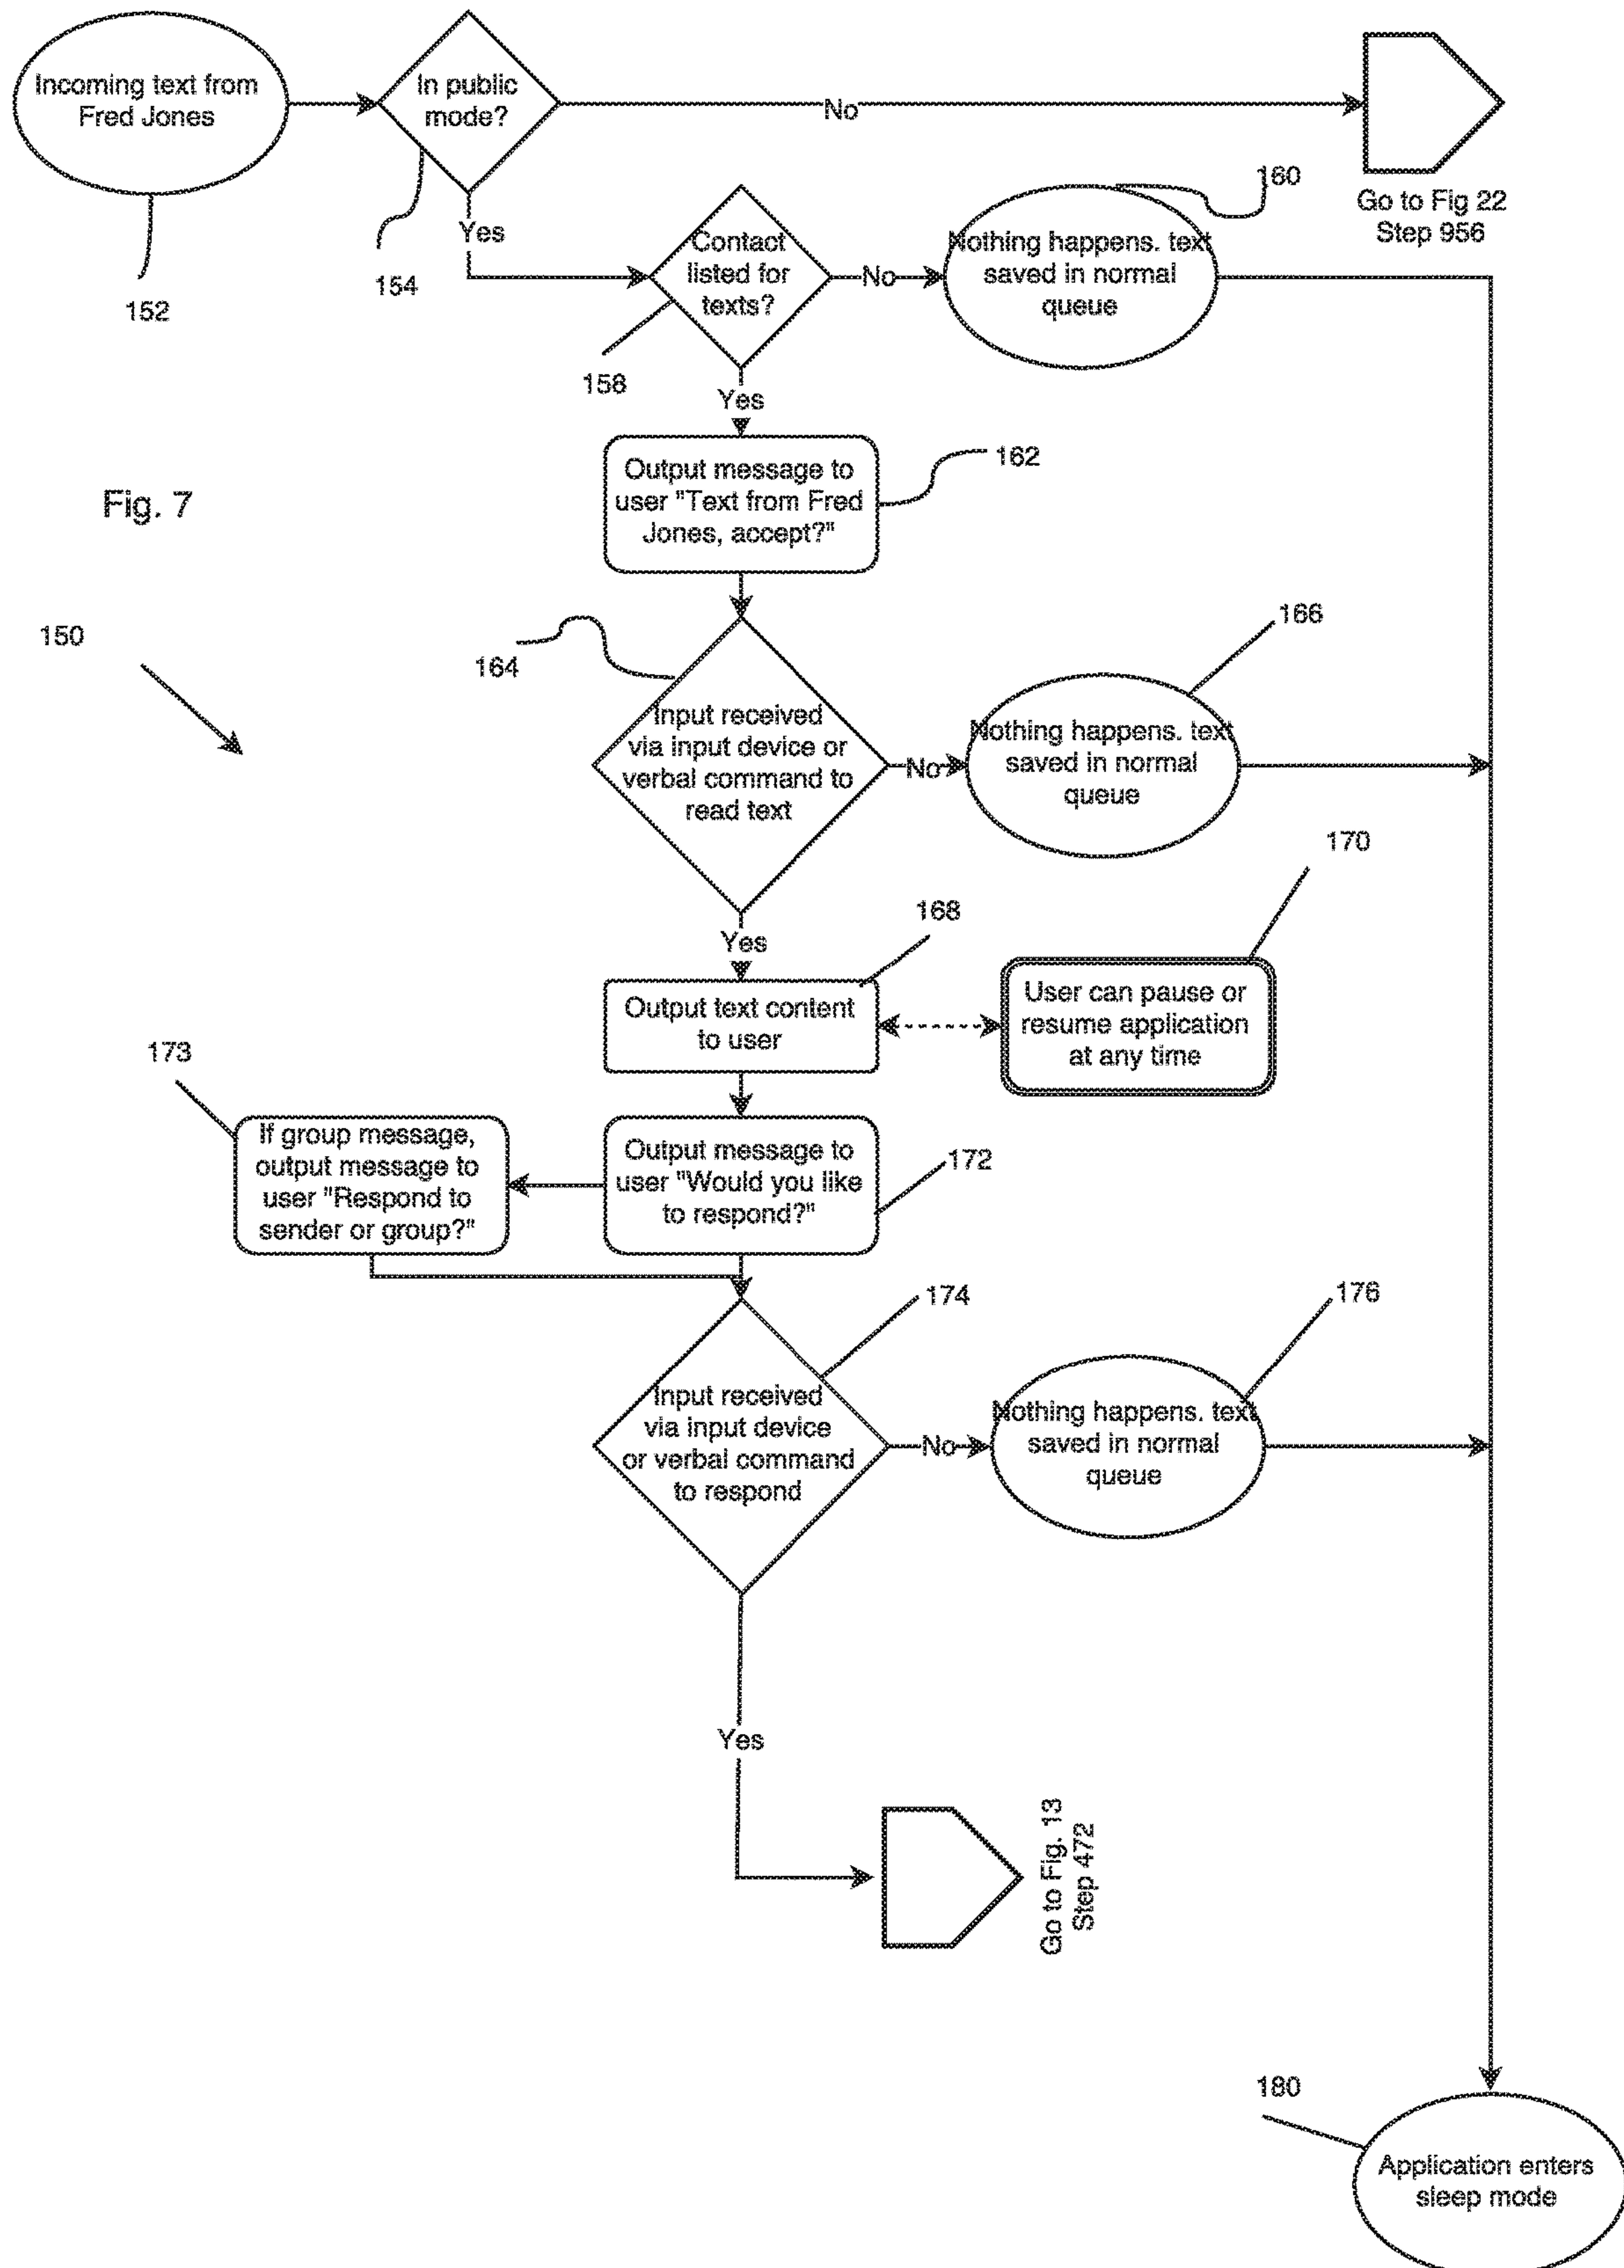 Incoming text from
Fred Jones
In public
mode?
No
Go to Fig 22
Step 956
152
154
Yes
Contact
listed for
texts?
158
No
Nothing happens. text
saved in normal
queue
160
Yes
Output message to
user "Text from Fred
Jones, accept?"
162
Fig. 7
150
164
Input received
via input device or
verbal command to
read text
No
Nothing happens. text
saved in normal
queue
166
Yes
168
Output text content
to user
170
User can pause or
resume application
at any time
173
If group message,
output message to
user "Respond to
sender or group?"
Output message to
user "Would you like
to respond?"
172
174
Input received
via input device
or verbal command
to respond
No
Nothing happens. text
saved in normal
queue
176
Yes
Go to Fig. 13
Step 472
180
Application enters
sleep mode